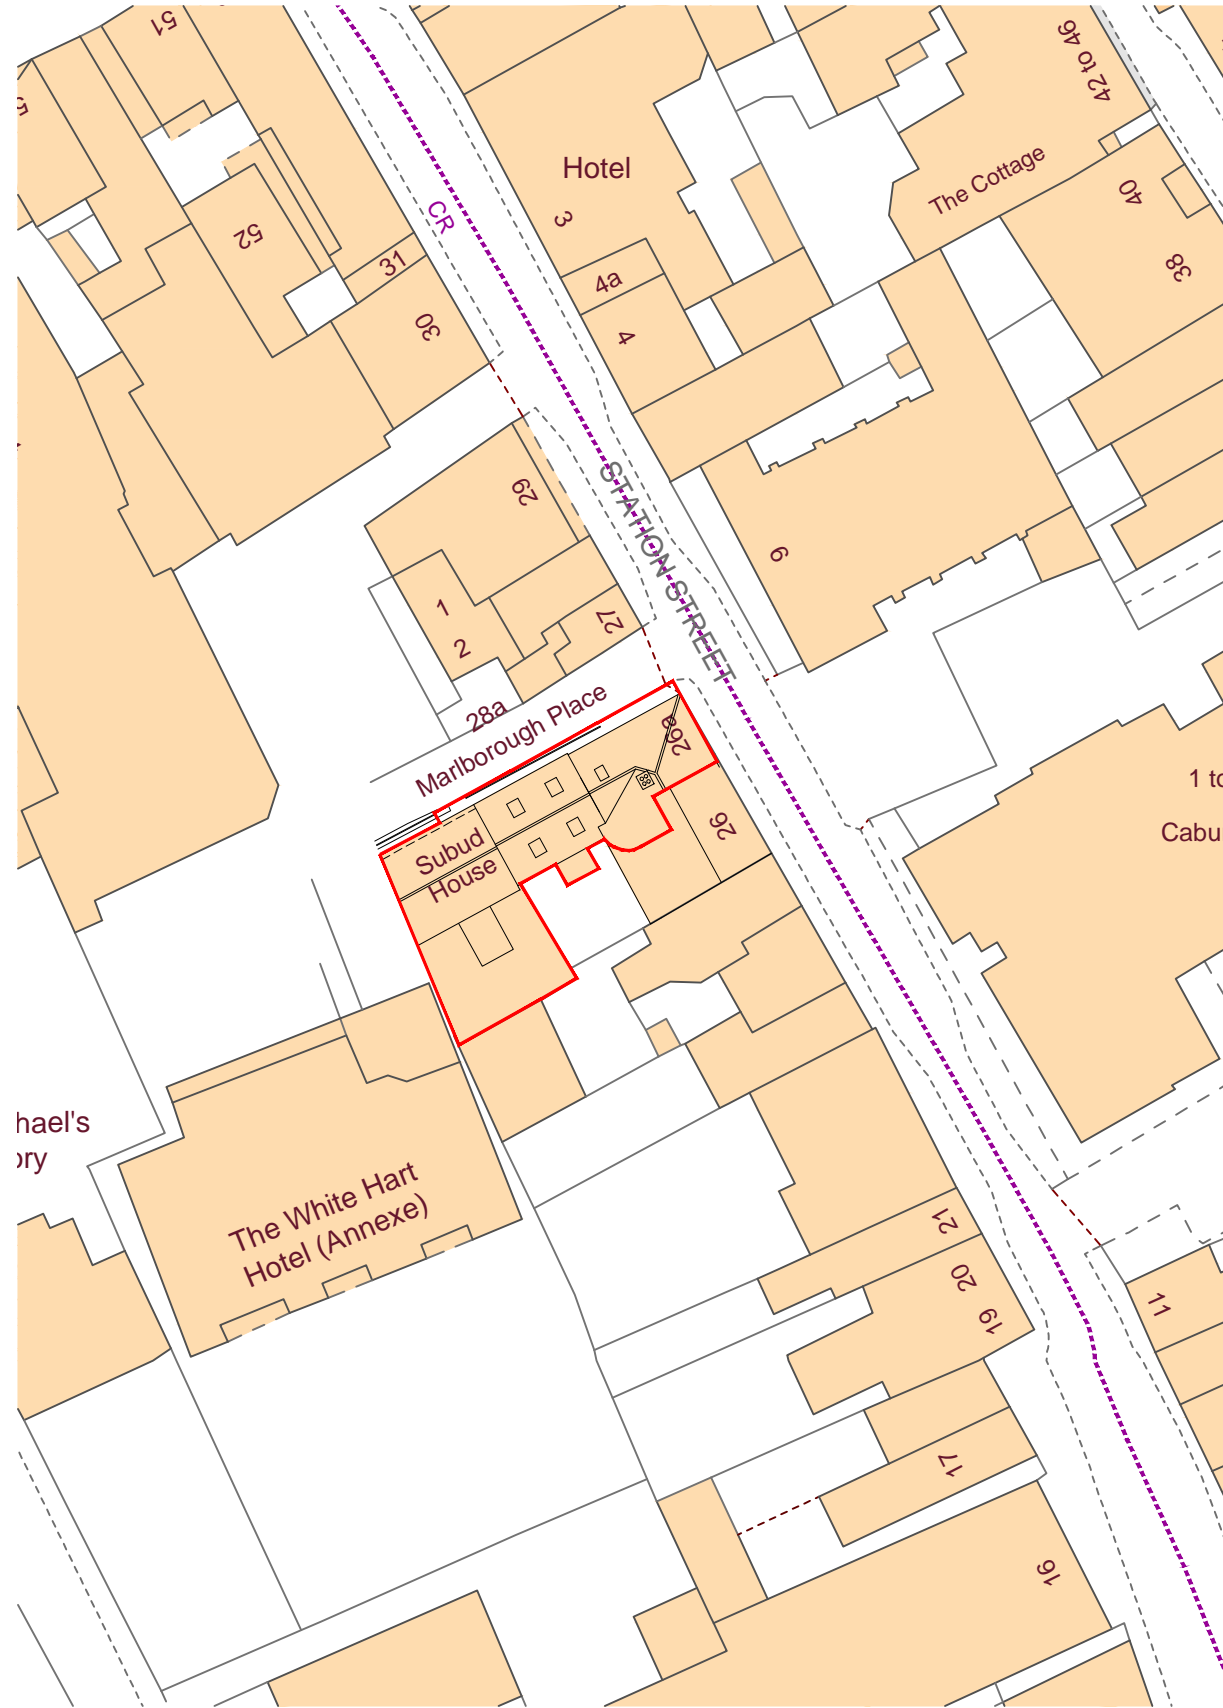 51
42 to 46
Hotel
The Cottage
40
3
CR
52
31
38
4a
30
4
STATION STREET
29
6
1
2
27
28a
Marlborough Place
26a
1 to
Cabu
26
Subud
House
hael's
ory
The White Hart
Hotel (Annexe)
21
20
19
11
17
16